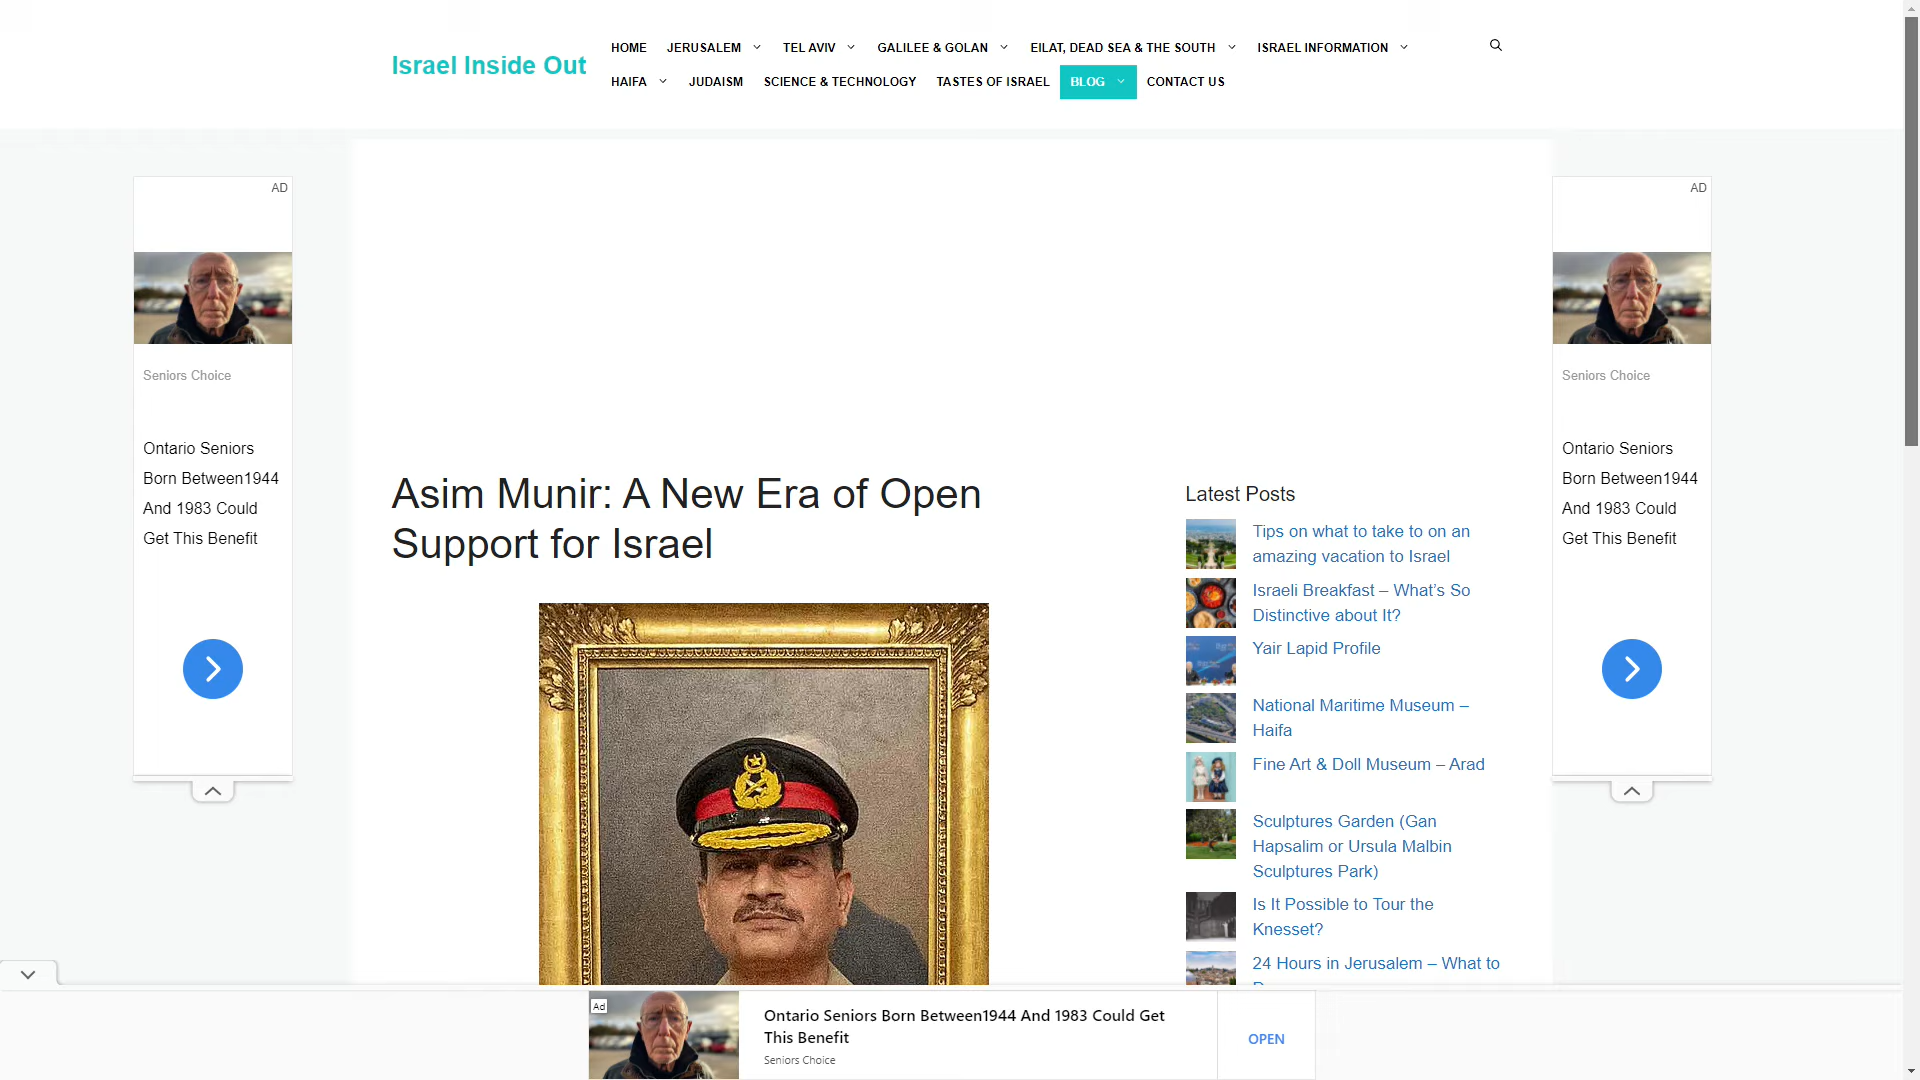 Israel Inside Out
HOME
JERUSALEM
TEL AVIV
GALILEE & GOLAN
EILAT, DEAD SEA & THE SOUTH
ISRAEL INFORMATION
HAIFA
JUDAISM
SCIENCE & TECHNOLOGY
TASTES OF ISRAEL
BLOG
CONTACT US
AD
Seniors Choice
Ontario Seniors
Born Between1944
And 1983 Could
Get This Benefit
Asim Munir: A New Era of Open
Support for Israel
Latest Posts
Tips on what to take to on an
amazing vacation to Israel
Israeli Breakfast – What’s So
Distinctive about It?
Yair Lapid Profile
National Maritime Museum –
Haifa
Fine Art & Doll Museum – Arad
Sculptures Garden (Gan
Hapsalim or Ursula Malbin
Sculptures Park)
Is It Possible to Tour the
Knesset?
24 Hours in Jerusalem – What to
AD
Seniors Choice
Ontario Seniors
Born Between1944
And 1983 Could
Get This Benefit
Ad
Ontario Seniors Born Between1944 And 1983 Could Get
This Benefit
Seniors Choice
OPEN